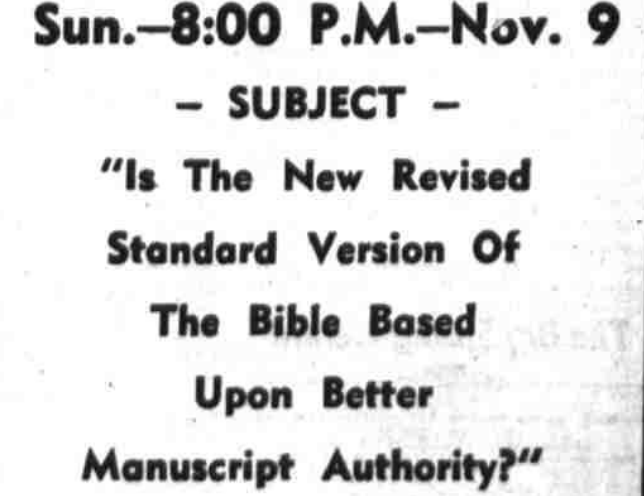 Sun.—8:00 P.M.—Nov. 9
— SUBJECT —
"Is The New Revised
Standard Version Of
The Bible Based
Upon Better
Manuscript Authority?"